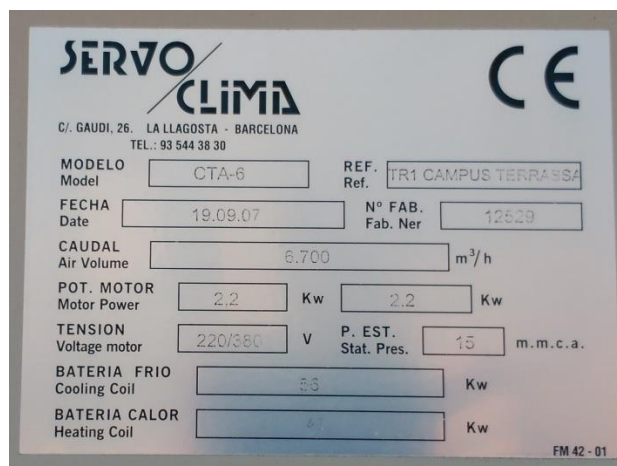 SERVO
CLIMA
CE
C/. GAUDI, 26. LA LLAGOSTA - BARCELONA
TEL.: 93 544 38 30
MODELO CTA-6 REF. TR1 CAMPUS TERRASSA
Model Ref.
FECHA 19.09.07 Nº FAB. 12529
Date Fab. Ner
CAUDAL 6.700 m³/h
Air Volume
POT. MOTOR 2.2 Kw 2.2 Kw
Motor Power
TENSION 220/380 V P. EST. 15 m.m.c.a.
Voltage motor Stat. Pres.
BATERIA FRIO Kw
Cooling Coil
BATERIA CALOR Kw
Heating Coil
FM 42 - 01